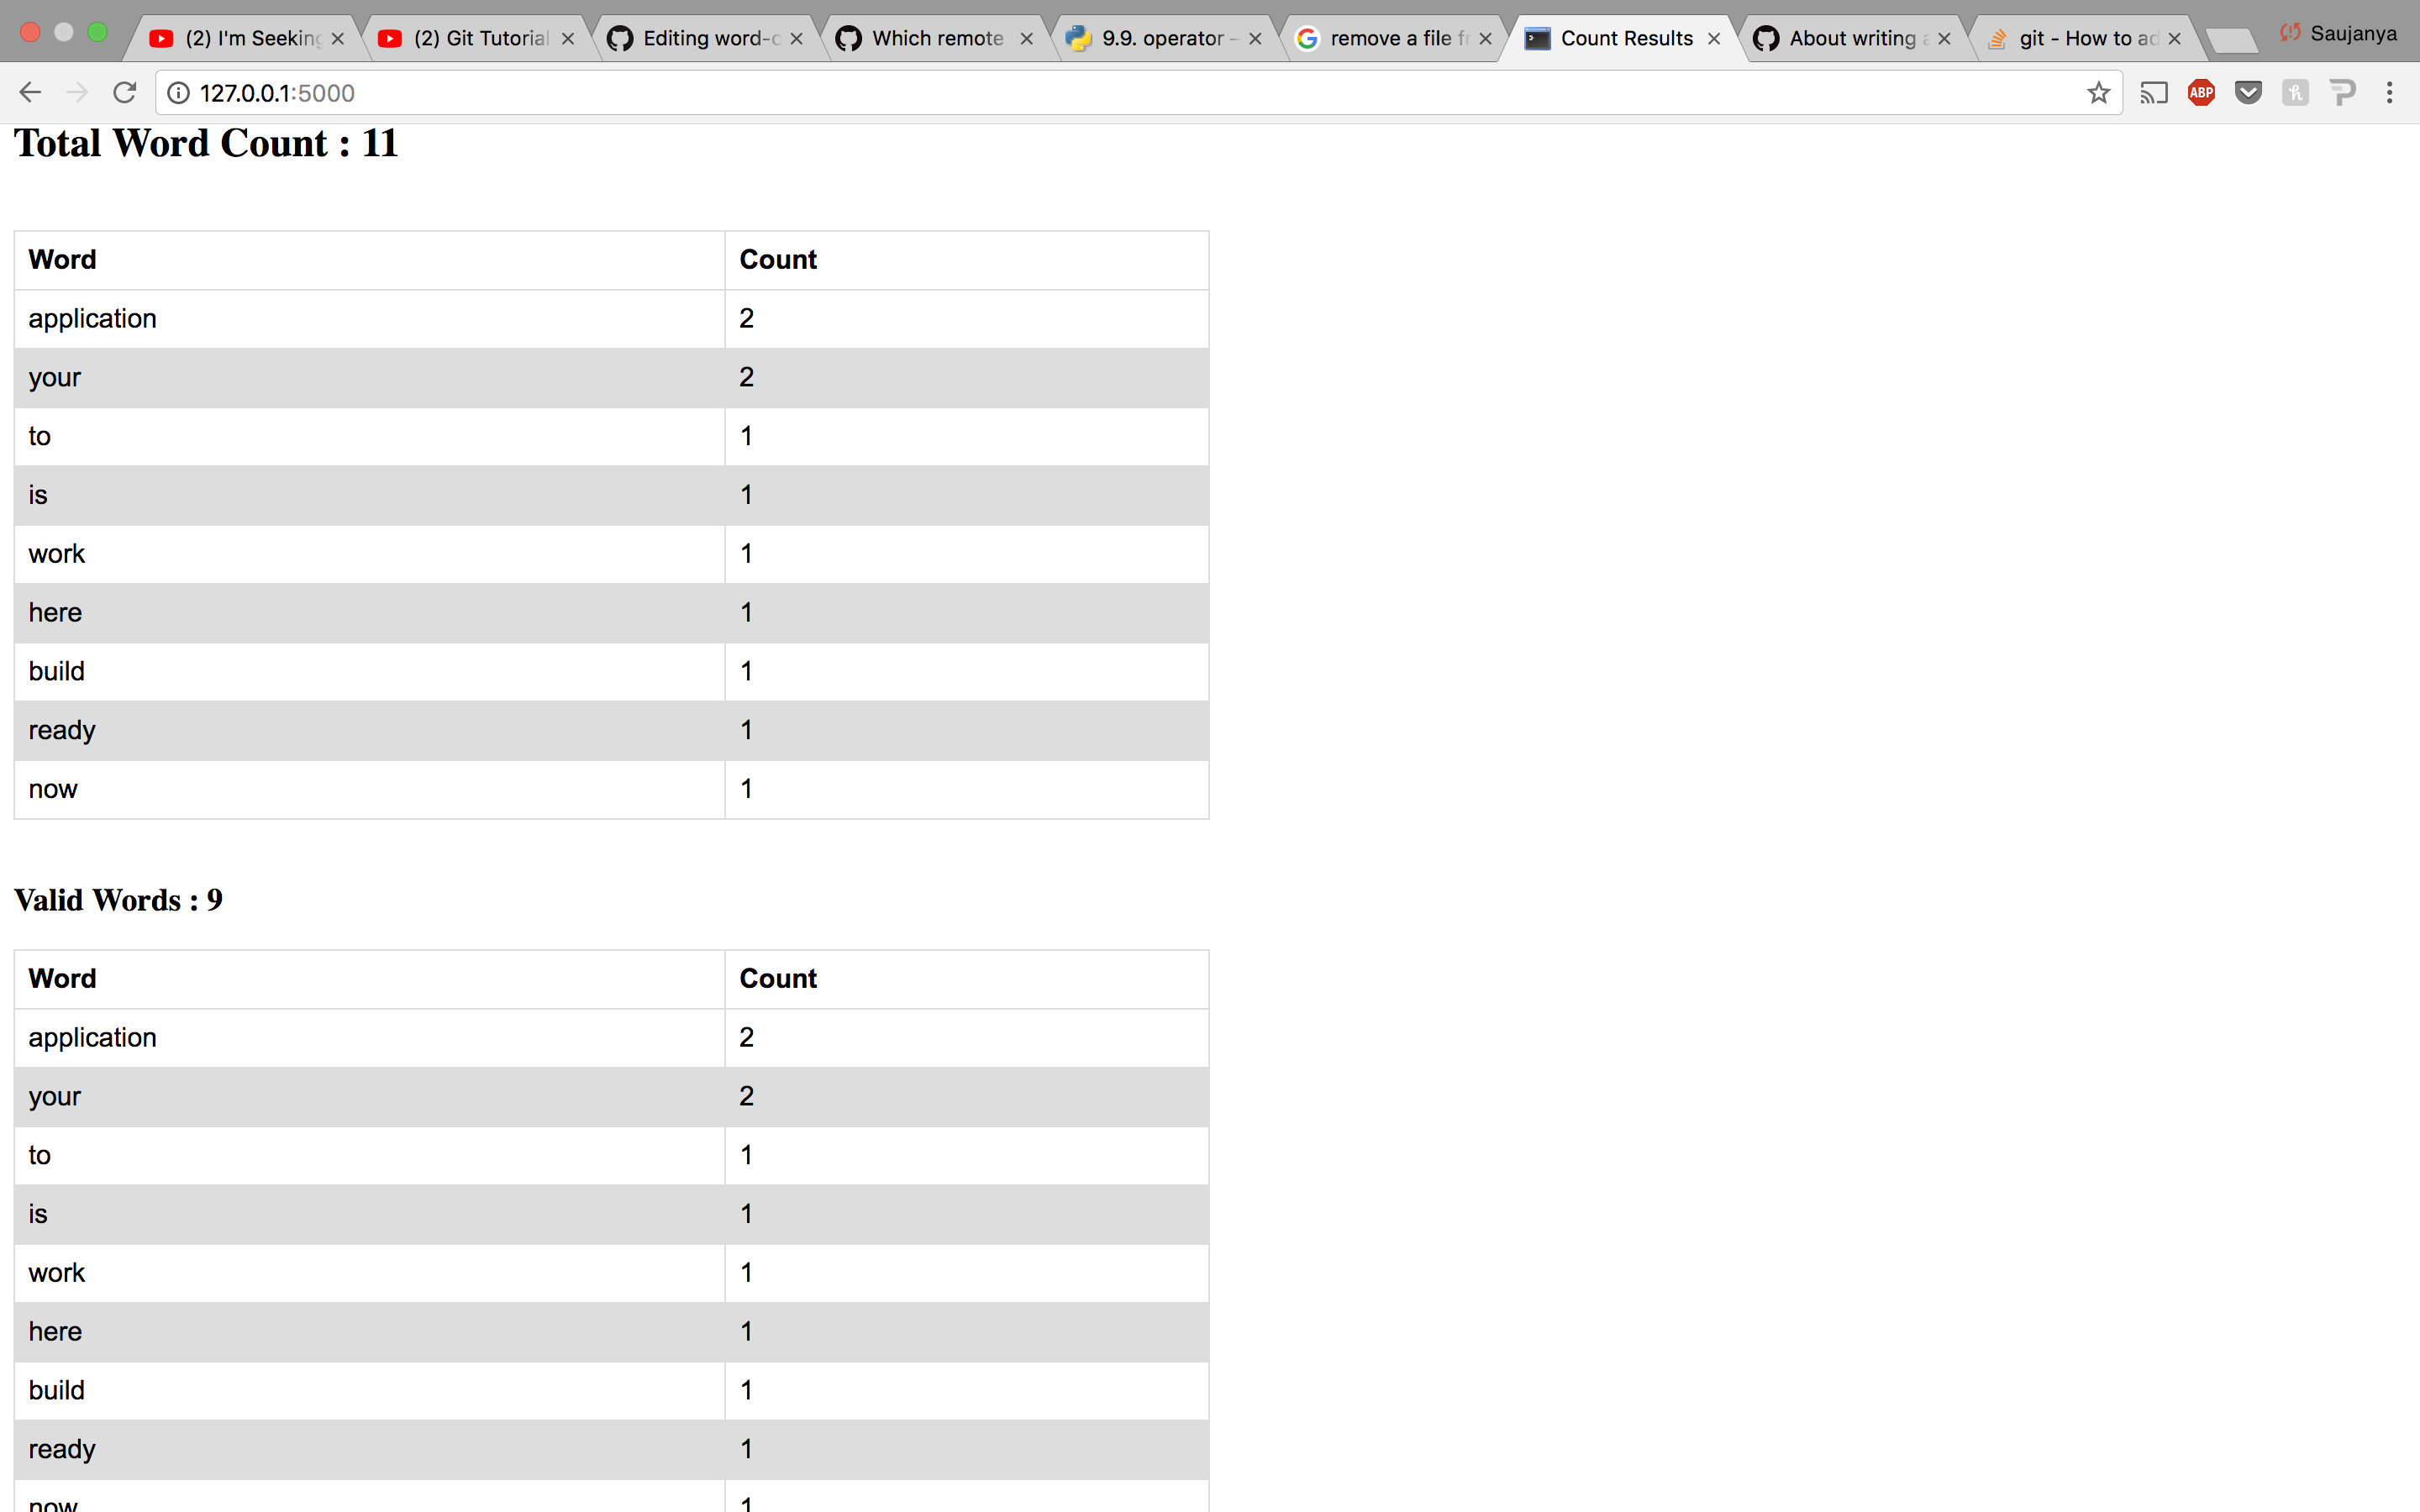 (2) I'm Seeking (2) Git Tutorial Editing word-c Which remote 9.9. operator – remove a file fr Count Results About writing a git - How to ad Saujanya
127.0.0.1:5000 ABP
Total Word Count : 11
Word Count
application 2
your 2
to 1
is 1
work 1
here 1
build 1
ready 1
now 1
Valid Words : 9
Word Count
application 2
your 2
to 1
is 1
work 1
here 1
build 1
ready 1
now 1